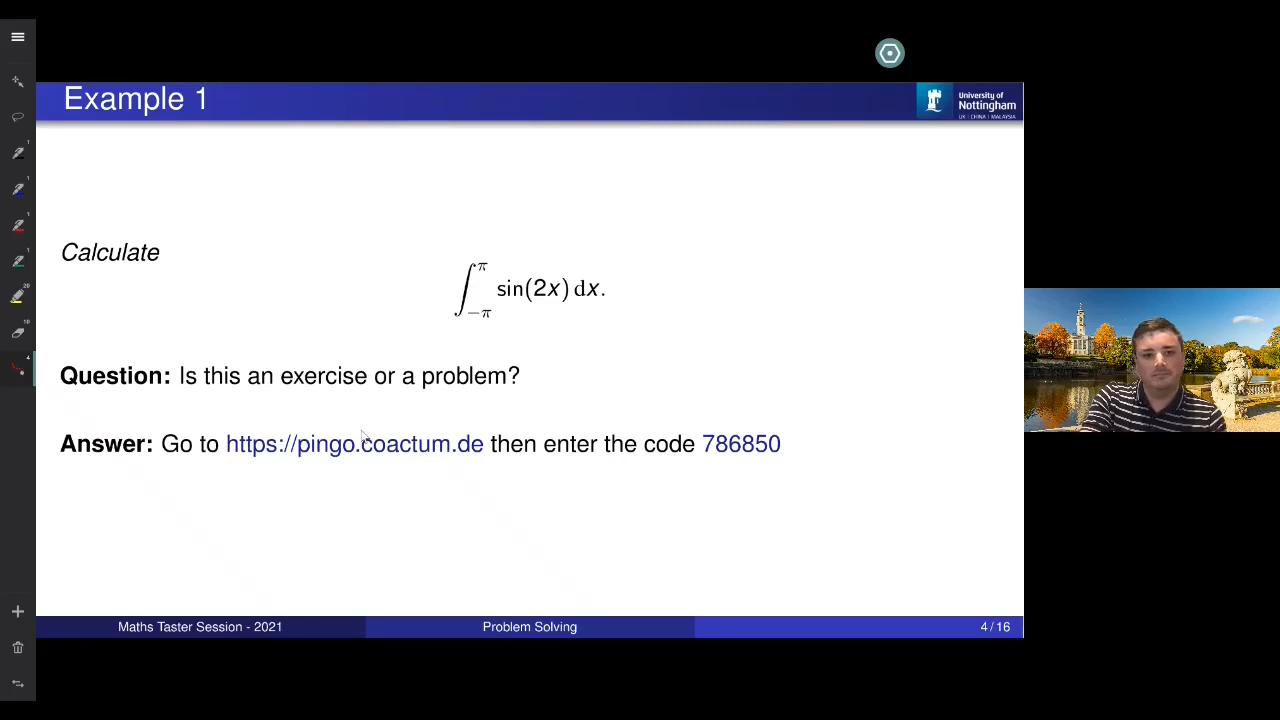 Example 1
University of
Nottingham
UK | CHINA | MALAYSIA
Calculate
∫_{-π}^{π} sin(2x) dx.
Question: Is this an exercise or a problem?
Answer: Go to https://pingo.coactum.de then enter the code 786850
Maths Taster Session - 2021
Problem Solving
4 / 16